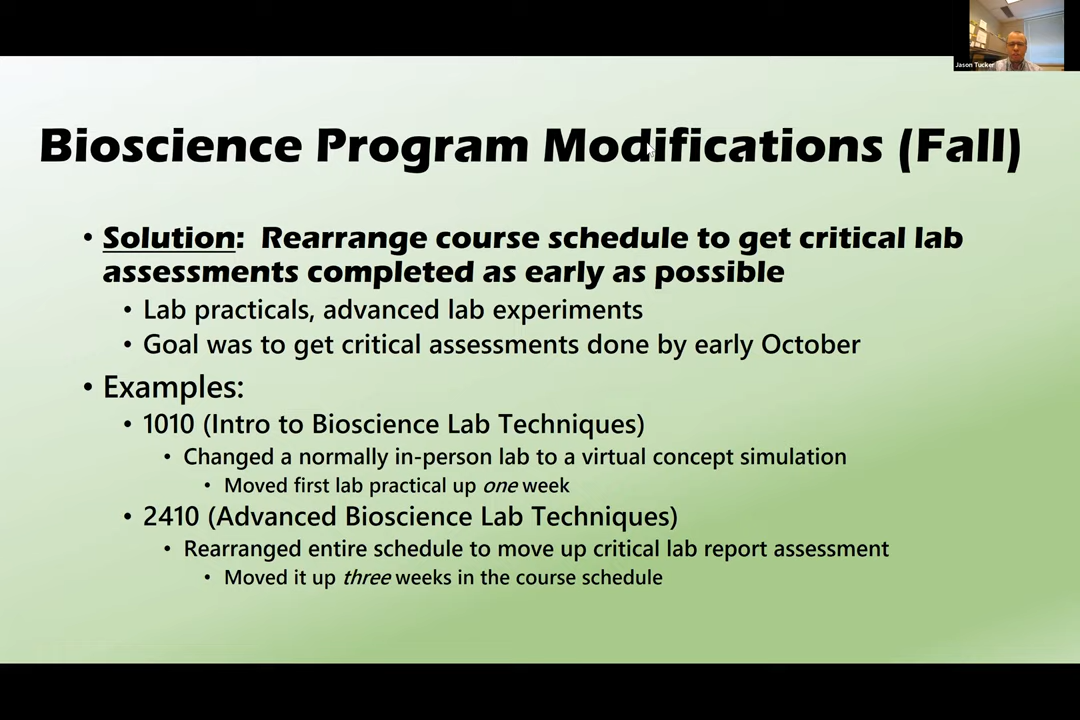 Jason Tucker
Bioscience Program Modifications (Fall)
• Solution: Rearrange course schedule to get critical lab
assessments completed as early as possible
• Lab practicals, advanced lab experiments
• Goal was to get critical assessments done by early October
• Examples:
• 1010 (Intro to Bioscience Lab Techniques)
• Changed a normally in-person lab to a virtual concept simulation
• Moved first lab practical up one week
• 2410 (Advanced Bioscience Lab Techniques)
• Rearranged entire schedule to move up critical lab report assessment
• Moved it up three weeks in the course schedule